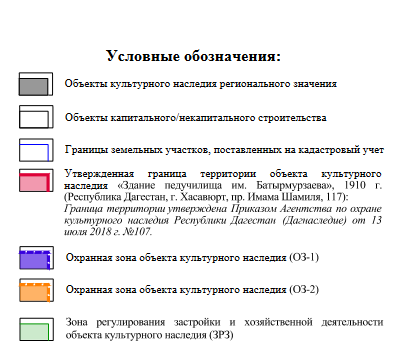 Условные обозначения:
Объекты культурного наследия регионального значения
Объекты капитального/некапитального строительства
Границы земельных участков, поставленных на кадастровый учет
Утвержденная граница территории объекта культурного
наследия «Здание педучилища им. Батырмурзаева», 1910 г.
(Республика Дагестан, г. Хасавюрт, пр. Имама Шамиля, 117):
Граница территории утверждена Приказом Агентства по охране
культурного наследия Республики Дагестан (Дагнаследие) от 13
июля 2018 г. №107.
Охранная зона объекта культурного наследия (ОЗ-1)
Охранная зона объекта культурного наследия (ОЗ-2)
Зона регулирования застройки и хозяйственной деятельности
объекта культурного наследия (ЗРЗ)